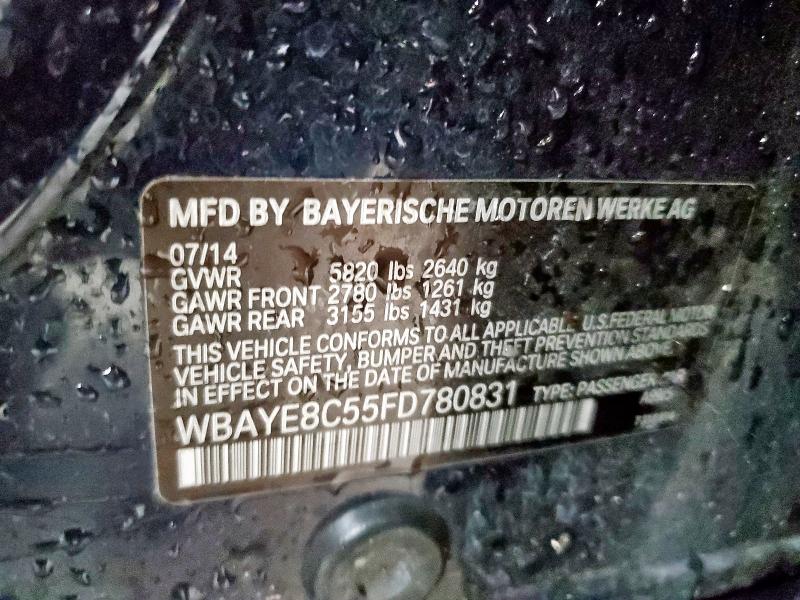 MFD BY BAYERISCHE MOTOREN WERKE AG
07/14
GVWR 5820 lbs 2640 kg
GAWR FRONT 2780 lbs 1261 kg
GAWR REAR 3155 lbs 1431 kg
THIS VEHICLE CONFORMS TO ALL APPLICABLE U.S. FEDERAL MOTOR
VEHICLE SAFETY, BUMPER AND THEFT PREVENTION STANDARDS
IN EFFECT ON THE DATE OF MANUFACTURE SHOWN ABOVE.
WBAYE8C55FD780831 TYPE: PASSENGER CAR